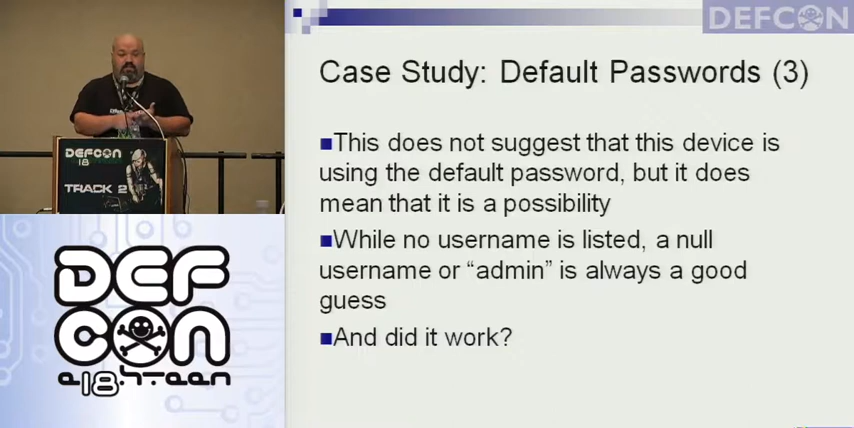 DEFCON
Case Study: Default Passwords (3)
This does not suggest that this device is
using the default password, but it does
mean that it is a possibility
While no username is listed, a null
username or “admin” is always a good
guess
And did it work?
DEFCON
18
TRACK 2
DEF
CON
e18hteen